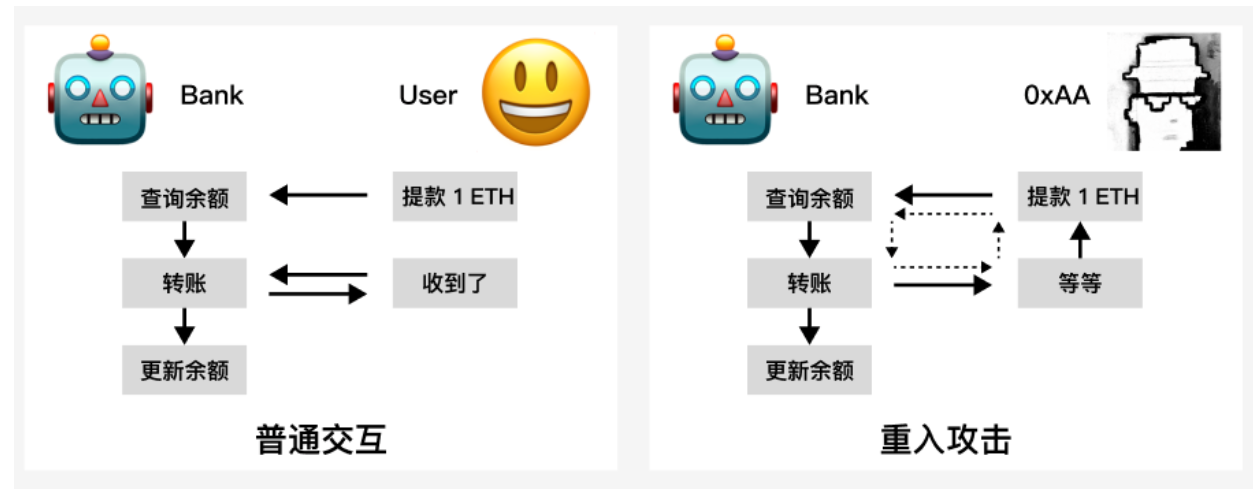 Bank
User
查询余额
提款 1 ETH
转账
收到了
更新余额
普通交互
Bank
0xAA
查询余额
提款 1 ETH
转账
等等
更新余额
重入攻击